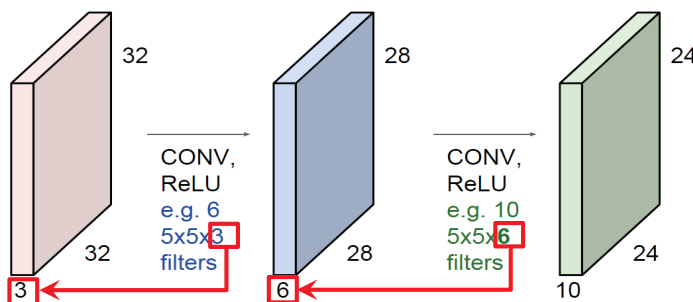 32
28
24
CONV,
ReLU
e.g. 6
5x5x3
filters
CONV,
ReLU
e.g. 10
5x5x6
filters
32
28
24
3
6
10